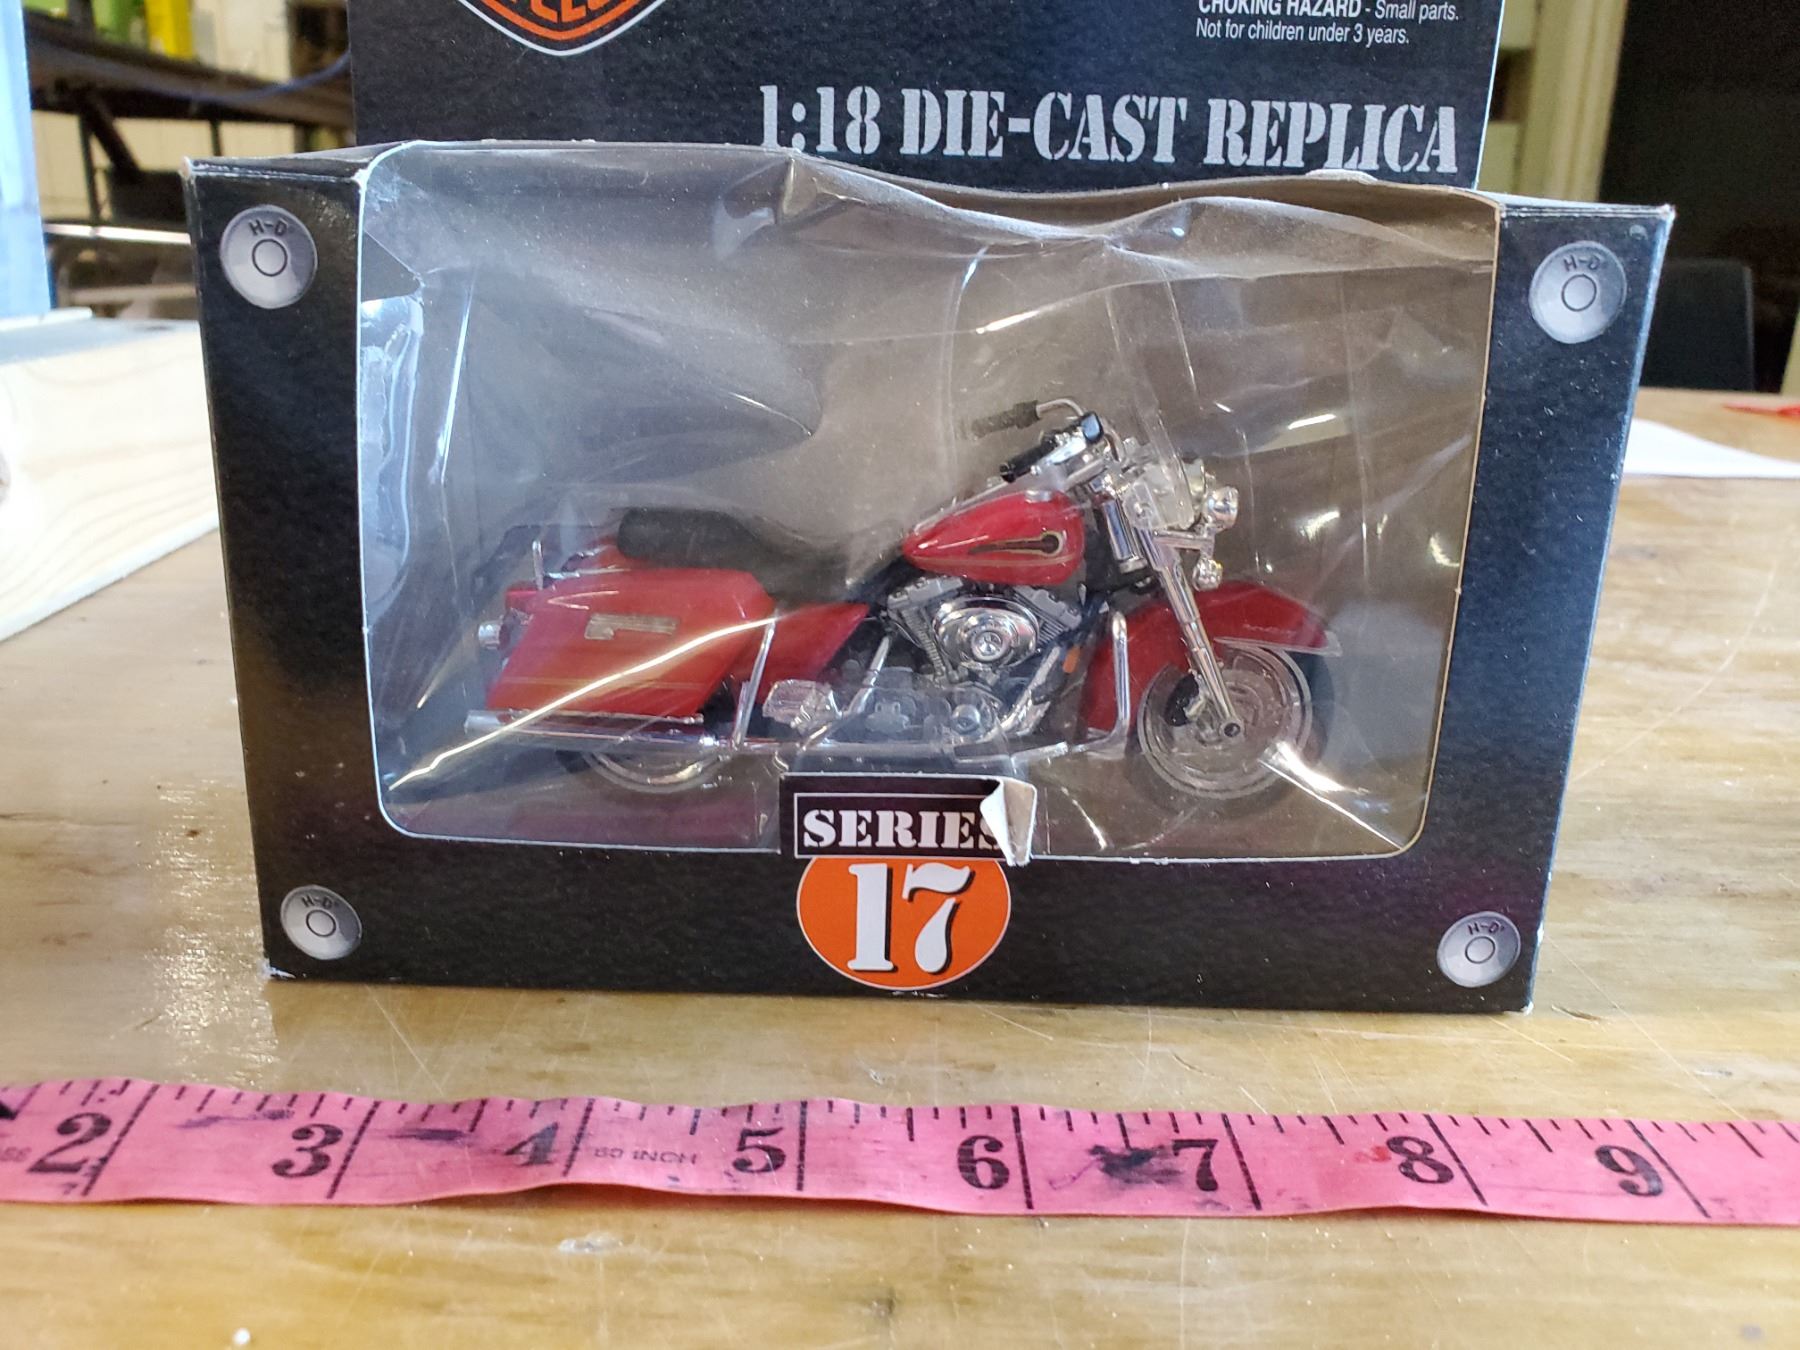 CHOKING HAZARD - Small parts.
Not for children under 3 years.
1:18 DIE-CAST REPLICA
H-D
H-D
SERIES
17
H-D
H-D
2 3 4 60 INCH 5 6 7 8 9